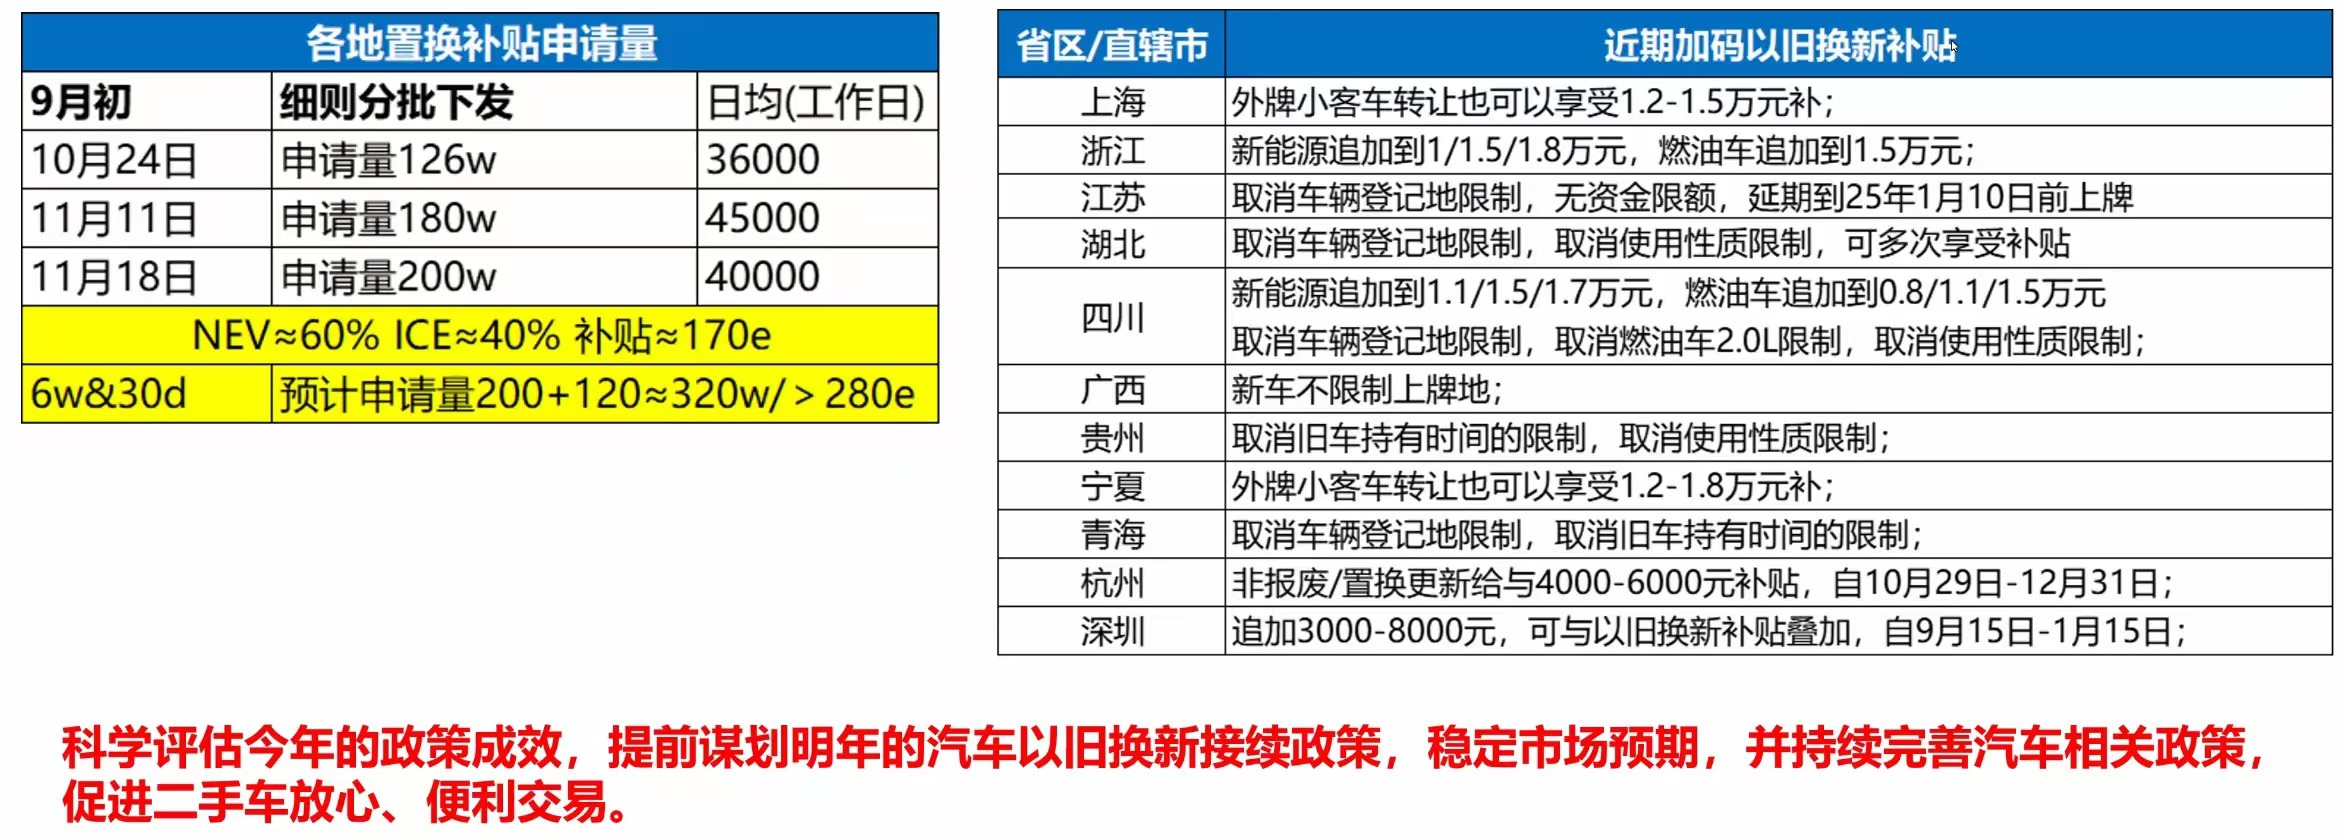 各地置换补贴申请量
9月初 细则分批下发 日均(工作日)
10月24日 申请量126w 36000
11月11日 申请量180w 45000
11月18日 申请量200w 40000
NEV≈60% ICE≈40% 补贴≈170e
6w&30d 预计申请量200+120≈320w/＞280e
省区/直辖市 近期加码以旧换新补贴
上海 外牌小客车转让也可以享受1.2-1.5万元补；
浙江 新能源追加到1/1.5/1.8万元，燃油车追加到1.5万元；
江苏 取消车辆登记地限制，无资金限额，延期到25年1月10日前上牌
湖北 取消车辆登记地限制，取消使用性质限制，可多次享受补贴
四川 新能源追加到1.1/1.5/1.7万元，燃油车追加到0.8/1.1/1.5万元
取消车辆登记地限制，取消燃油车2.0L限制，取消使用性质限制；
广西 新车不限制上牌地；
贵州 取消旧车持有时间的限制，取消使用性质限制；
宁夏 外牌小客车转让也可以享受1.2-1.8万元补；
青海 取消车辆登记地限制，取消旧车持有时间的限制；
杭州 非报废/置换更新给与4000-6000元补贴，自10月29日-12月31日；
深圳 追加3000-8000元，可与以旧换新补贴叠加，自9月15日-1月15日；
科学评估今年的政策成效，提前谋划明年的汽车以旧换新接续政策，稳定市场预期，并持续完善汽车相关政策，
促进二手车放心、便利交易。